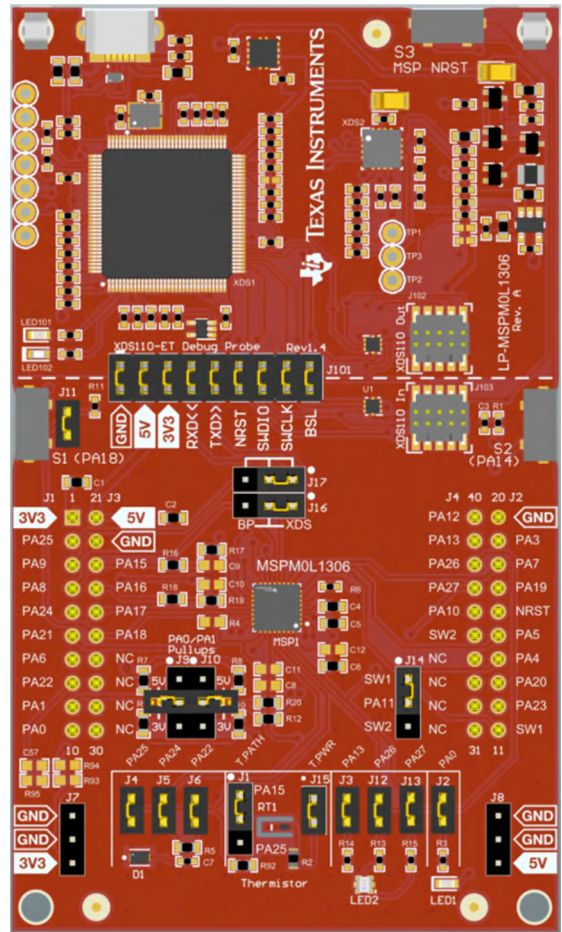 S3
MSP NRST
XDS2
TEXAS INSTRUMENTS
XDS1
TP1
TP3
TP2
LP-MSPM0L1306
Rev. A
LED101
LED102
J102
XDS110 Out
XDS110-ET Debug Probe Rev1.4
J101
J11
R11
GND
5V
3V3
RXD<<
TXD>>
NRST
SWDIO
SWCLK
BSL
U1
J103
XDS110 In
C3 R1
S1 (PA18)
S2
(PA14)
C1
J17
J16
BP XDS
J1 1 21 J3
3V3 5V
PA25 GND
PA9 PA15
PA8 PA16
PA24 PA17
PA21 PA18
PA6 NC
PA22 NC
PA1 NC
PA0 NC
10 30
C2
R16
R18
R17
C9
C10
R19
R4
MSPM0L1306
MSP1
R6
C4
C5
C12
C6
J4 40 20 J2
PA12 GND
PA13 PA3
PA26 PA7
PA27 PA19
PA10 NRST
SW2 PA5
NC PA4
NC PA20
NC PA23
NC SW1
31 11
PA0/PA1
Pullups
J9 J10
R7 R8
5V 5V
3V 3V
C11
C8
R20
R12
J14
SW1
PA11
SW2
C57
R94
R93
R95
J7
GND
GND
3V3
PA25
PA24
PA22
T.PATH
T.PWR
PA13
PA26
PA27
PA0
J4 J5 J6
J1
PA15
RT1
PA25
J15
J3 J12 J13 J2
D1
R5
C7
R92
R2
Thermistor
R14
R13
R15
R3
LED2
LED1
J8
GND
GND
5V